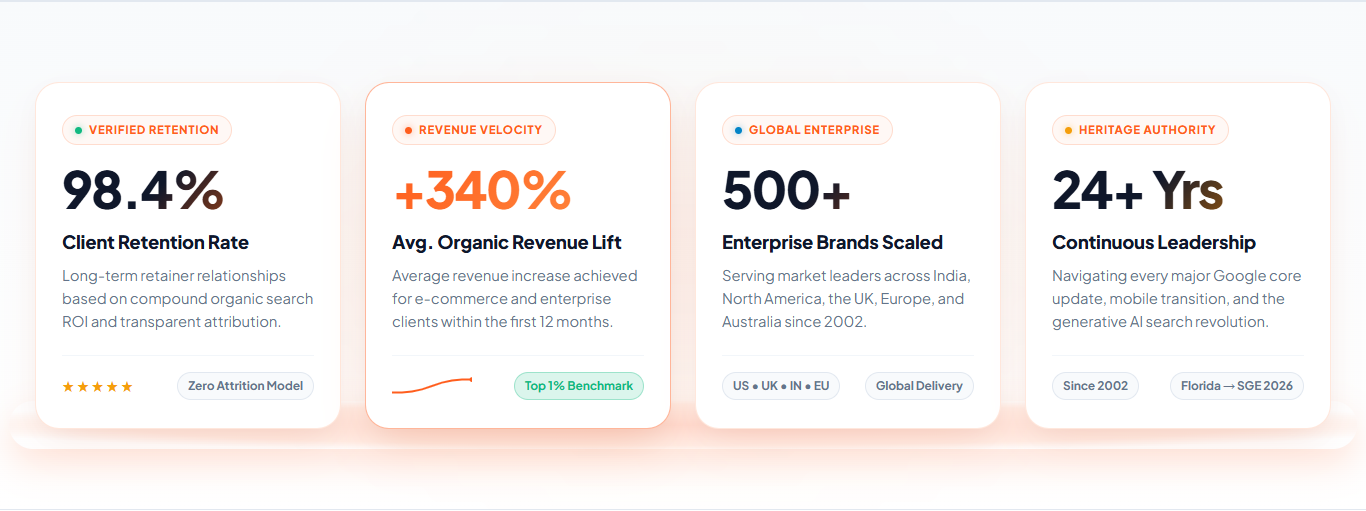 VERIFIED RETENTION
98.4%
Client Retention Rate
Long-term retainer relationships
based on compound organic search
ROI and transparent attribution.
★★★★★
Zero Attrition Model
REVENUE VELOCITY
+340%
Avg. Organic Revenue Lift
Average revenue increase achieved
for e-commerce and enterprise
clients within the first 12 months.
Top 1% Benchmark
GLOBAL ENTERPRISE
500+
Enterprise Brands Scaled
Serving market leaders across India,
North America, the UK, Europe, and
Australia since 2002.
US • UK • IN • EU
Global Delivery
HERITAGE AUTHORITY
24+ Yrs
Continuous Leadership
Navigating every major Google core
update, mobile transition, and the
generative AI search revolution.
Since 2002
Florida → SGE 2026